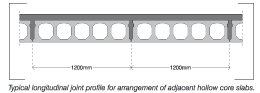 1200mm 1200mm
Typical longitudinal joint profile for arrangement of adjacent hollow core slabs.